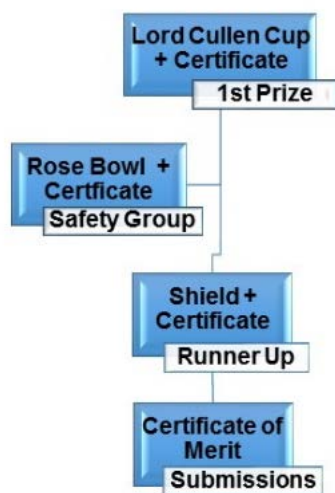 Lord Cullen Cup
+ Certificate
1st Prize
Rose Bowl +
Certficate
Safety Group
Shield +
Certificate
Runner Up
Certificate of
Merit
Submissions